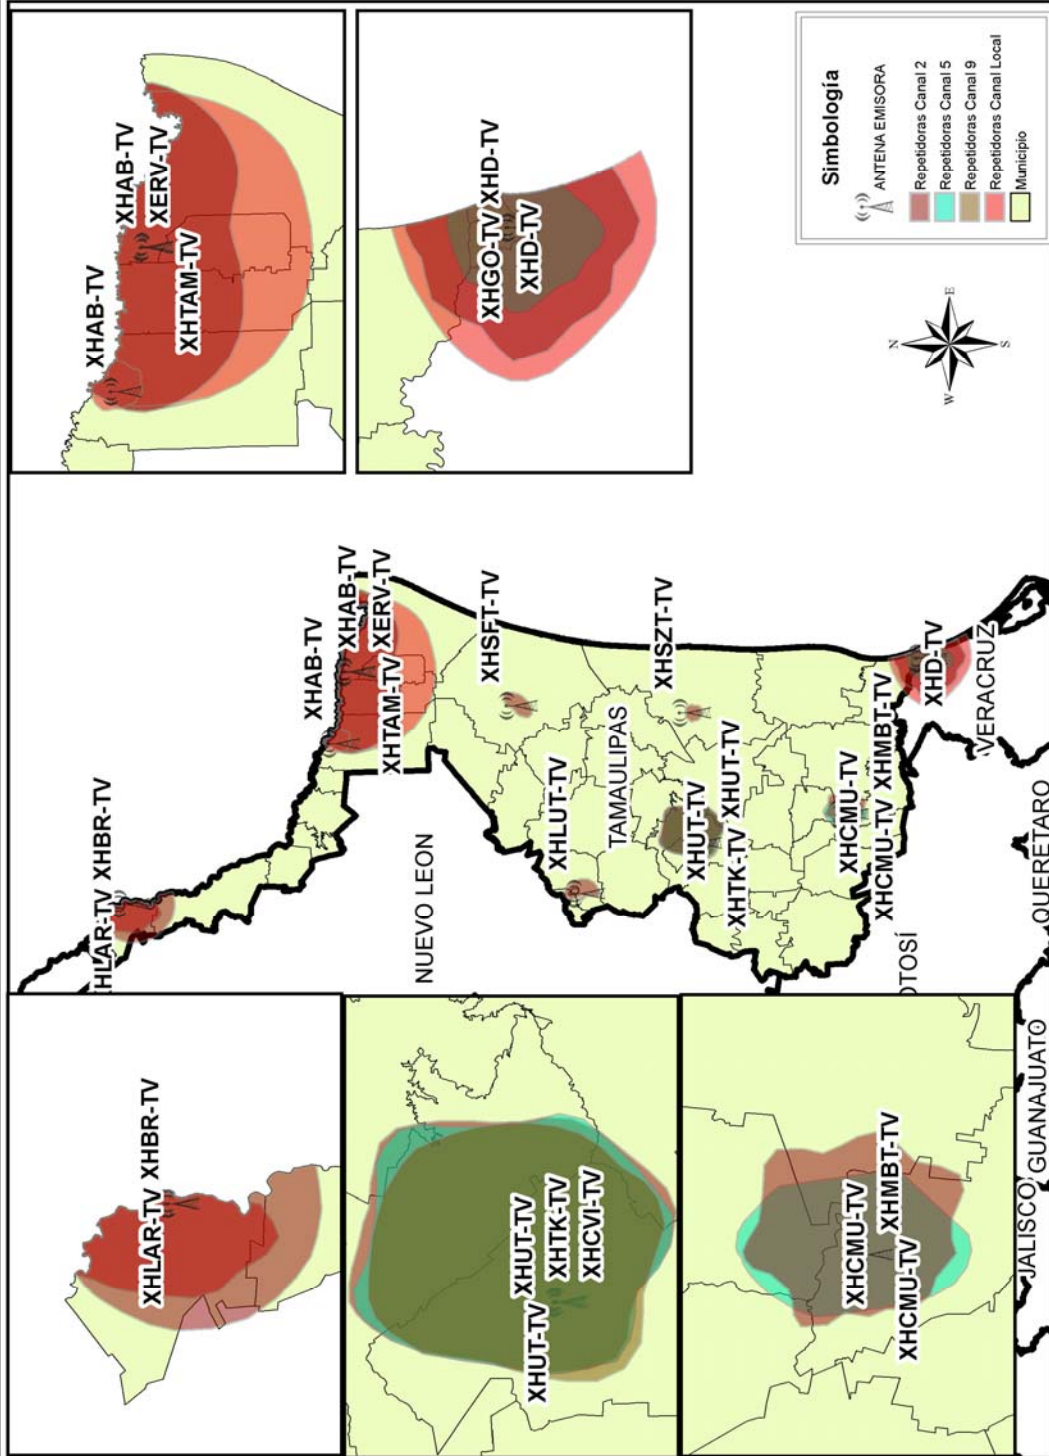 XHLAR-TV XHBR-TV
XHUT-TV
XHUT-TV
XHTK-TV
XHCVI-TV
XHCMU-TV
XHCMU-TV
XHMBT-TV
XHLAR-TV XHBR-TV
XHAB-TV
XHAB-TV
XERV-TV
XHTAM-TV
NUEVO LEON
XHSFT-TV
XHLUT-TV
TAMAULIPAS
XHSZT-TV
XHUT-TV
XHTK-TV XHUT-TV
XHCMU-TV
XHCMU-TV XHMBT-TV
XHD-TV
OTOSÍ
VERACRUZ
JALISCO
GUANAJUATO
QUERETARO
XHAB-TV
XHAB-TV
XERV-TV
XHTAM-TV
XHGO-TV XHD-TV
XHD-TV
N
E
S
W
Simbología
ANTENA EMISORA
Repetidoras Canal 2
Repetidoras Canal 5
Repetidoras Canal 9
Repetidoras Canal Local
Municipio